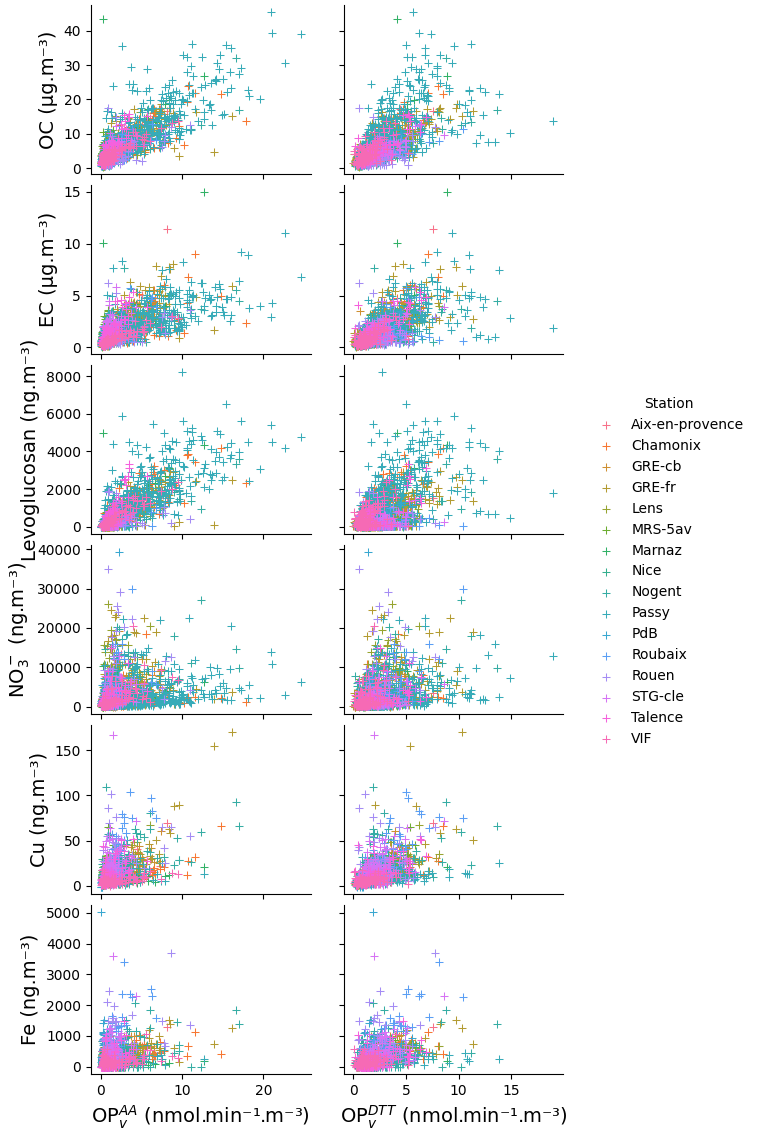 OC (µg.m⁻³)
40
30
20
10
0
EC (µg.m⁻³)
15
10
5
0
Levoglucosan (ng.m⁻³)
8000
6000
4000
2000
0
NO₃⁻ (ng.m⁻³)
40000
30000
20000
10000
0
Cu (ng.m⁻³)
150
100
50
0
Fe (ng.m⁻³)
5000
4000
3000
2000
1000
0
0 10 20
0 5 10 15
OPᵥᴬᴬ (nmol.min⁻¹.m⁻³)
OPᵥᴰᵀᵀ (nmol.min⁻¹.m⁻³)
Station
Aix-en-provence
Chamonix
GRE-cb
GRE-fr
Lens
MRS-5av
Marnaz
Nice
Nogent
Passy
PdB
Roubaix
Rouen
STG-cle
Talence
VIF